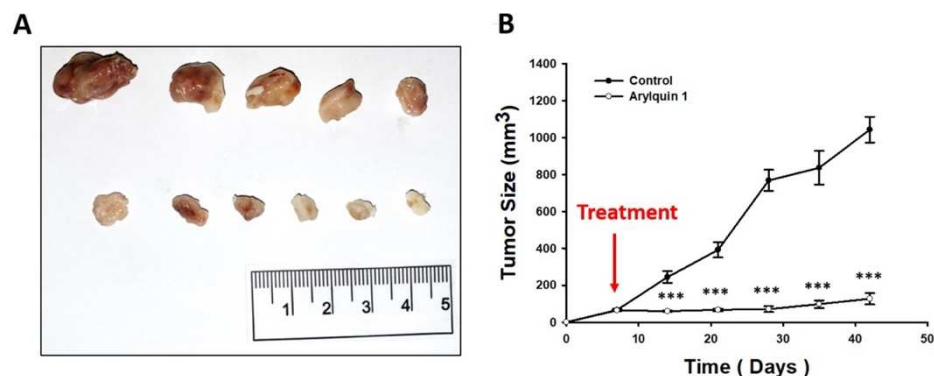 A
1 2 3 4 5
B
Tumor Size (mm3)
1400
1200
1000
800
600
400
200
0
Control
Arylquin 1
Treatment
*** *** *** *** ***
0 10 20 30 40 50
Time ( Days )